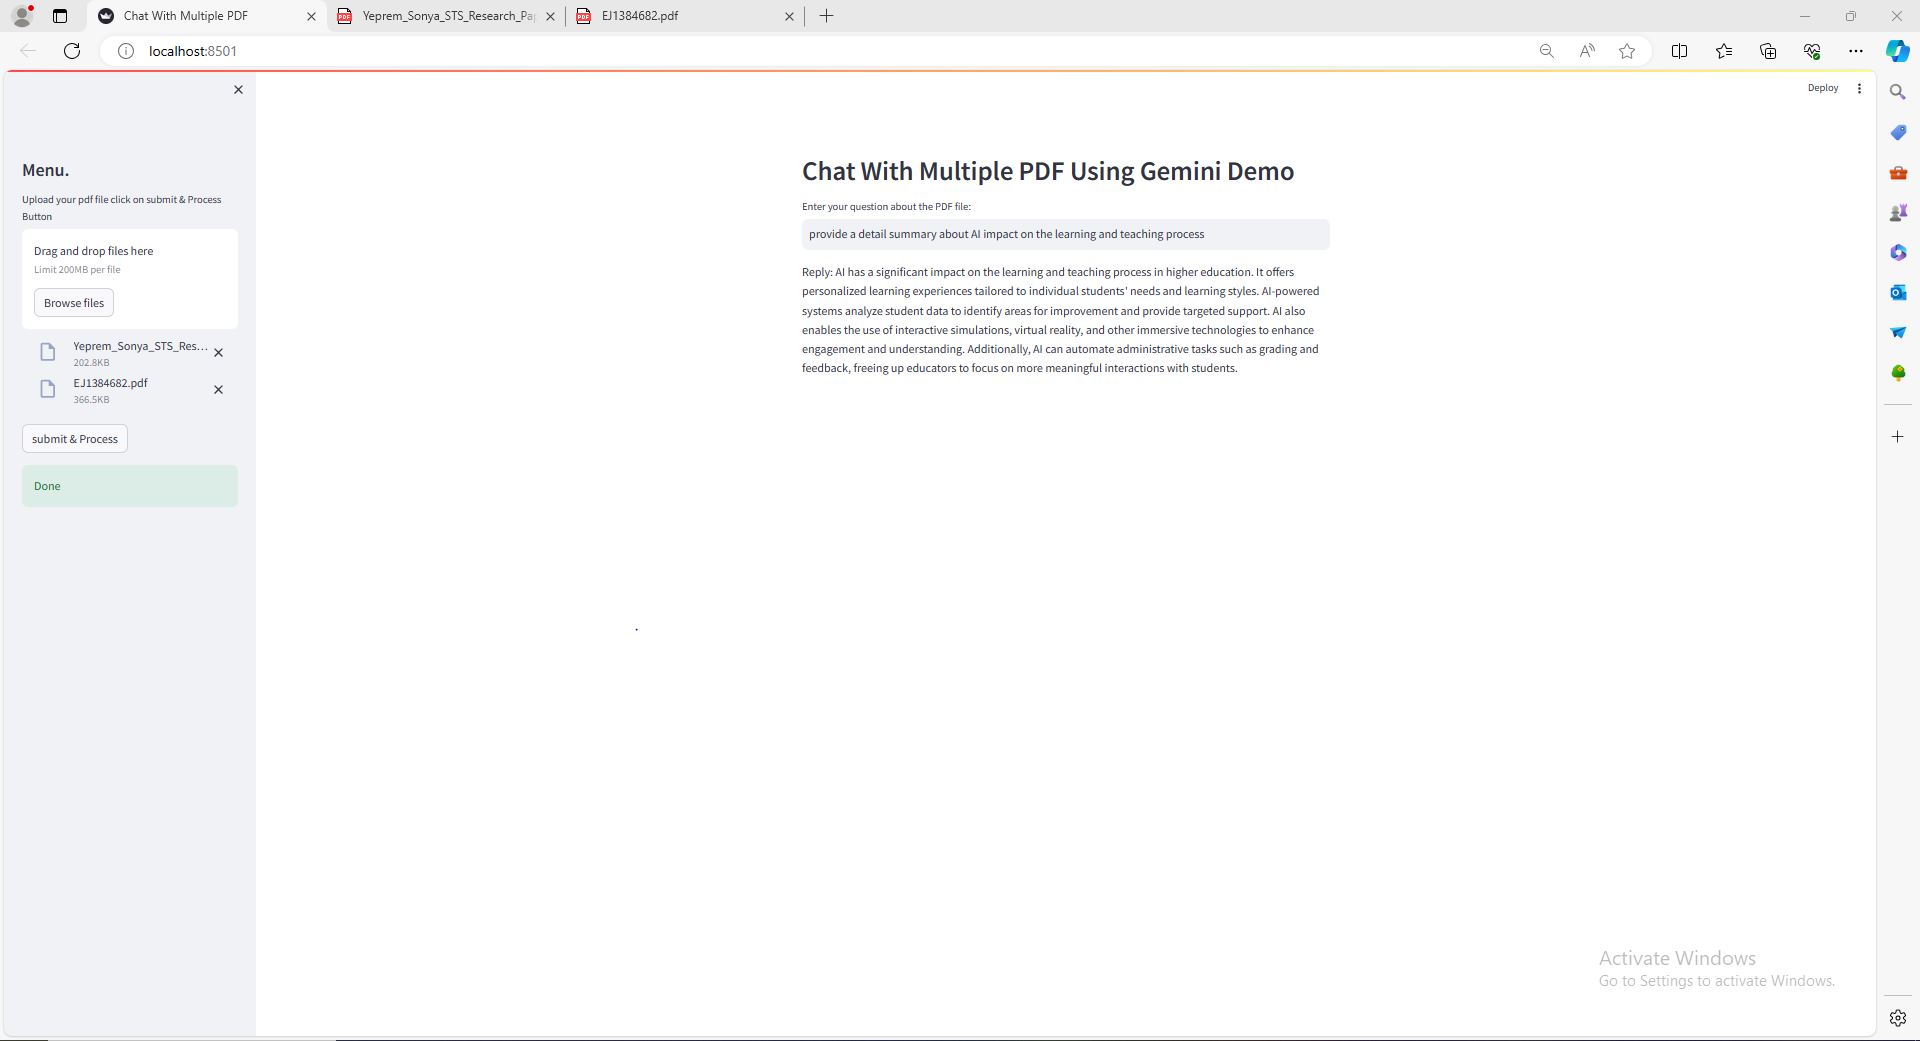 Chat With Multiple PDF
Yeprem_Sonya_STS_Research_Pa
EJ1384682.pdf
localhost:8501
Deploy
Menu.
Upload your pdf file click on submit & Process
Button
Drag and drop files here
Limit 200MB per file
Browse files
Yeprem_Sonya_STS_Res...
202.8KB
EJ1384682.pdf
366.5KB
submit & Process
Done
Chat With Multiple PDF Using Gemini Demo
Enter your question about the PDF file:
provide a detail summary about AI impact on the learning and teaching process
Reply: AI has a significant impact on the learning and teaching process in higher education. It offers
personalized learning experiences tailored to individual students' needs and learning styles. AI-powered
systems analyze student data to identify areas for improvement and provide targeted support. AI also
enables the use of interactive simulations, virtual reality, and other immersive technologies to enhance
engagement and understanding. Additionally, AI can automate administrative tasks such as grading and
feedback, freeing up educators to focus on more meaningful interactions with students.
Activate Windows
Go to Settings to activate Windows.